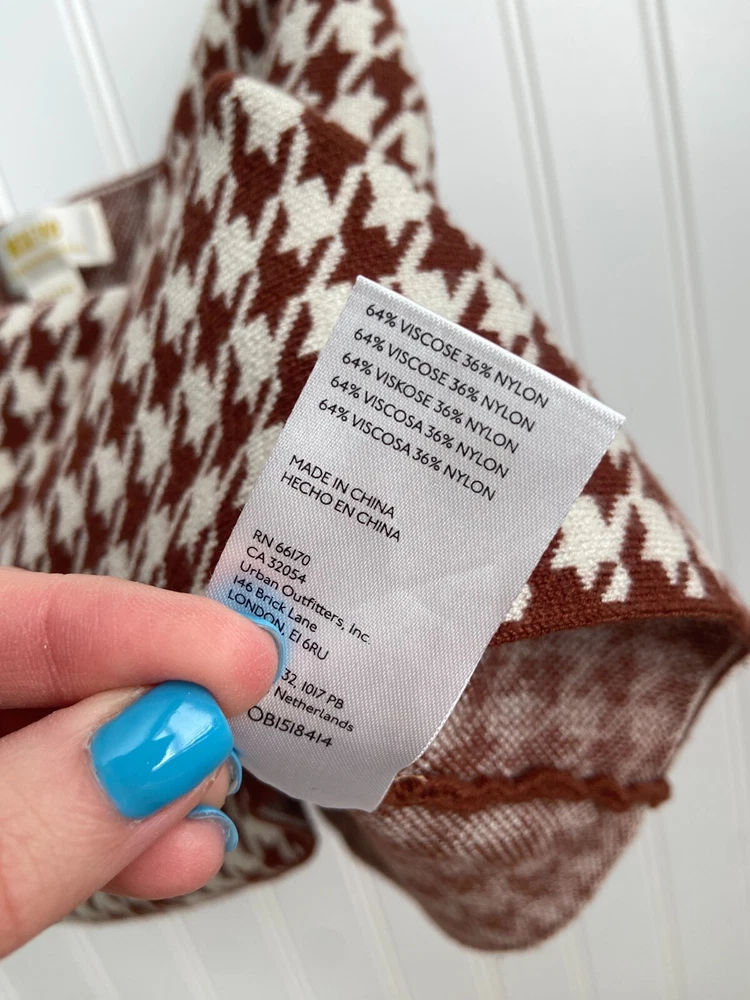 64% VISCOSE 36% NYLON
64% VISCOSE 36% NYLON
64% VISKOSE 36% NYLON
64% VISCOSA 36% NYLON
64% VISCOSA 36% NYLON
MADE IN CHINA
HECHO EN CHINA
RN 66170
CA 32054
Urban Outfitters, Inc.
146 Brick Lane
LONDON, E1 6RU
32, 1017 PB
Netherlands
OB1518414